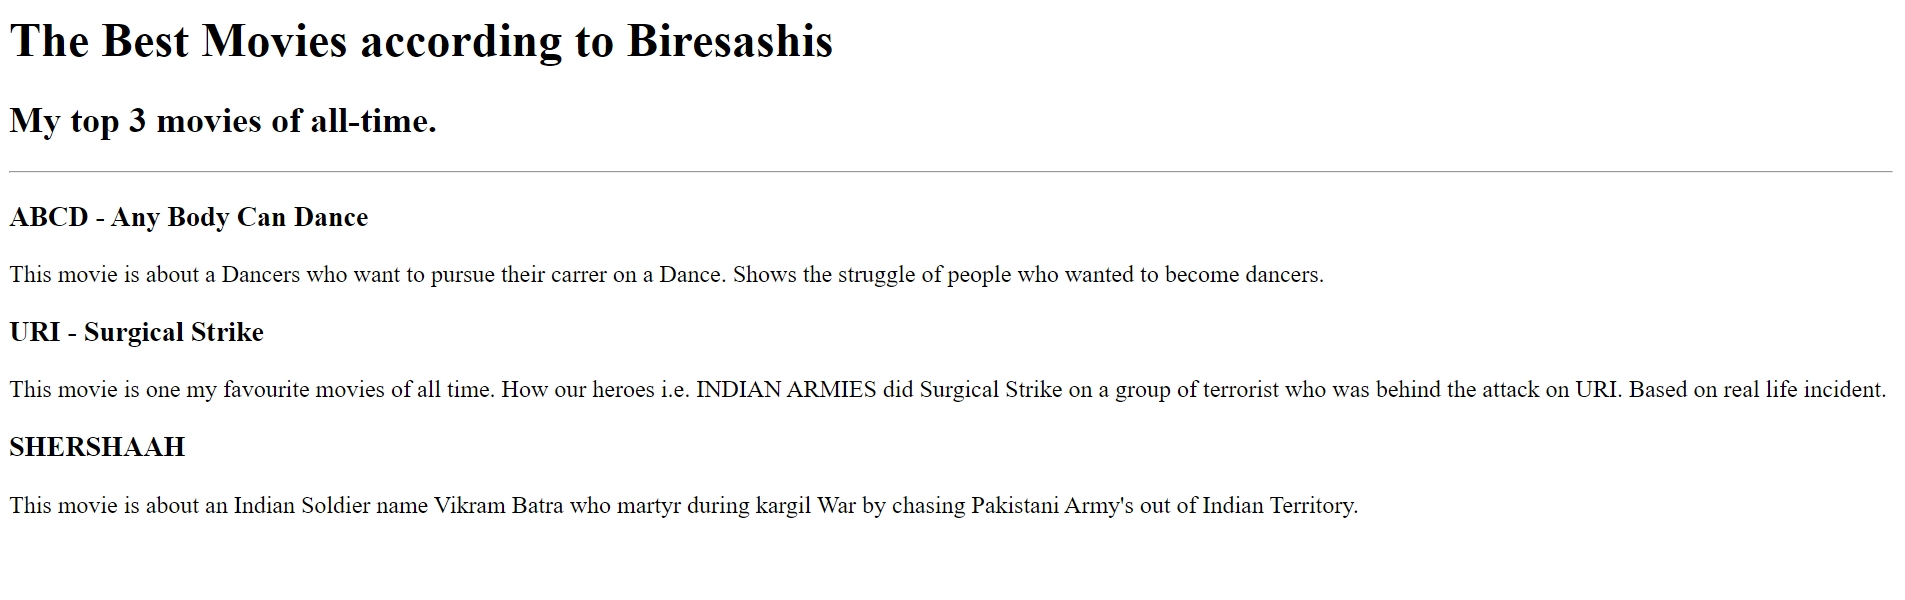 The Best Movies according to Biresashis
My top 3 movies of all-time.
ABCD - Any Body Can Dance
This movie is about a Dancers who want to pursue their carrer on a Dance. Shows the struggle of people who wanted to become dancers.
URI - Surgical Strike
This movie is one my favourite movies of all time. How our heroes i.e. INDIAN ARMIES did Surgical Strike on a group of terrorist who was behind the attack on URI. Based on real life incident.
SHERSHAAH
This movie is about an Indian Soldier name Vikram Batra who martyr during kargil War by chasing Pakistani Army's out of Indian Territory.